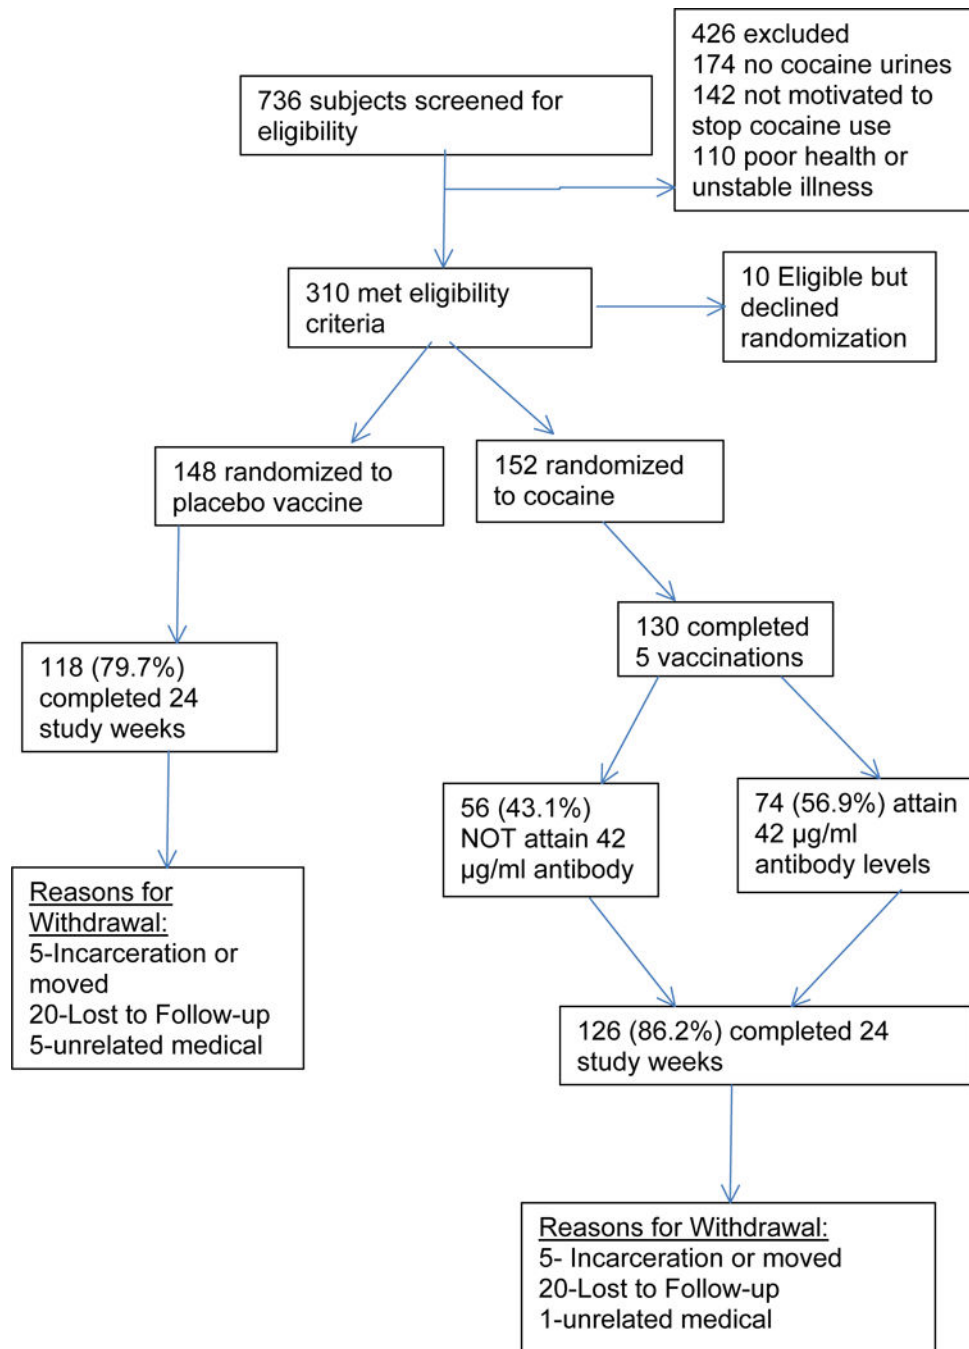 736 subjects screened for
eligibility
426 excluded
174 no cocaine urines
142 not motivated to
stop cocaine use
110 poor health or
unstable illness
310 met eligibility
criteria
10 Eligible but
declined
randomization
148 randomized to
placebo vaccine
152 randomized
to cocaine
118 (79.7%)
completed 24
study weeks
130 completed
5 vaccinations
56 (43.1%)
NOT attain 42
µg/ml antibody
74 (56.9%) attain
42 µg/ml
antibody levels
Reasons for
Withdrawal:
5-Incarceration or
moved
20-Lost to Follow-up
5-unrelated medical
126 (86.2%) completed 24
study weeks
Reasons for Withdrawal:
5- Incarceration or moved
20-Lost to Follow-up
1-unrelated medical